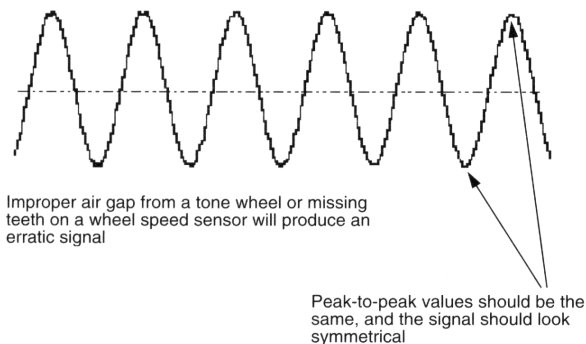 Improper air gap from a tone wheel or missing
teeth on a wheel speed sensor will produce an
erratic signal
Peak-to-peak values should be the
same, and the signal should look
symmetrical